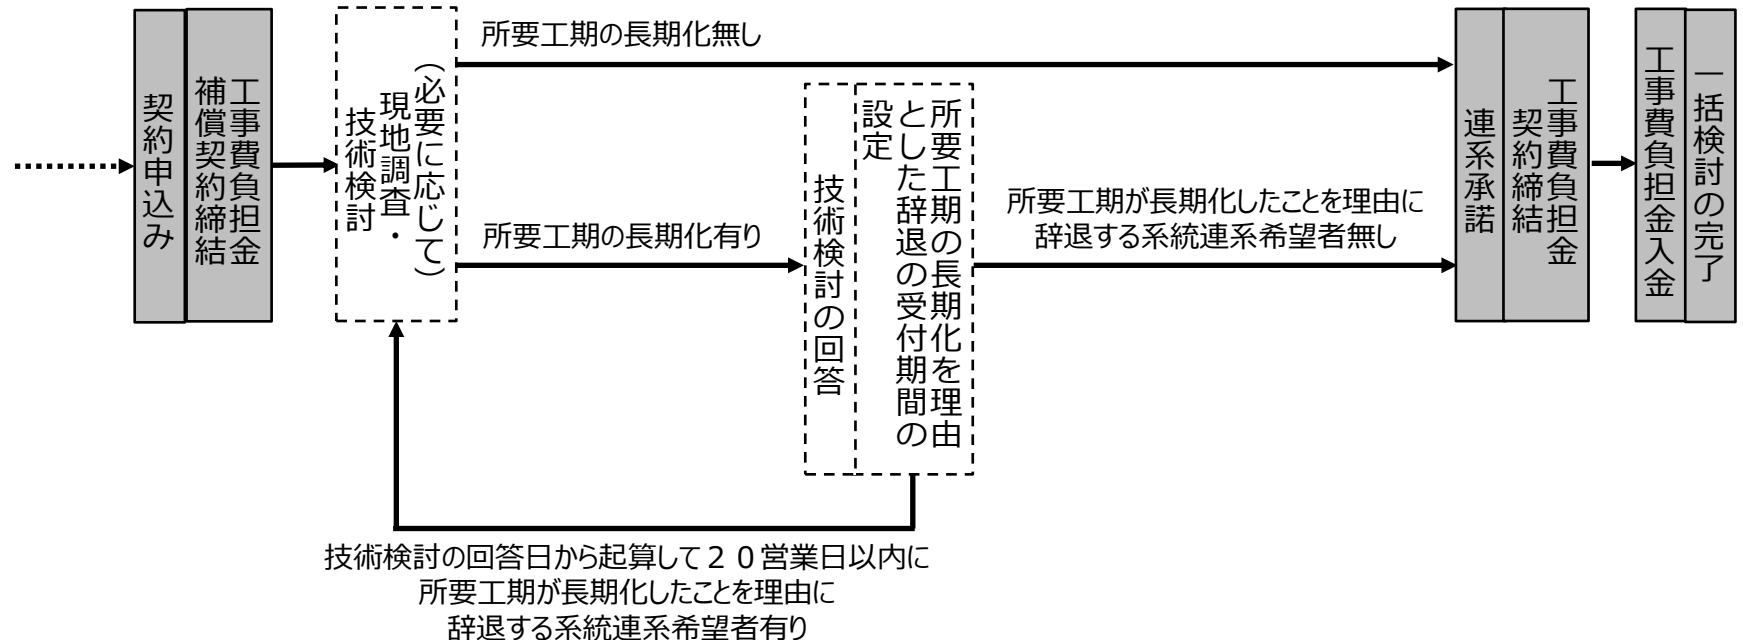 契約申込み
工事費負担金
補償契約締結
（必要に応じて）
現地調査・
技術検討
所要工期の長期化無し
所要工期の長期化有り
技術検討の回答
所要工期の長期化を理由
とした辞退の受付期間の
設定
所要工期が長期化したことを理由に
辞退する系統連系希望者無し
技術検討の回答日から起算して２０営業日以内に
所要工期が長期化したことを理由に
辞退する系統連系希望者有り
連系承諾
工事費負担金
契約締結
工事費負担金入金
一括検討の完了